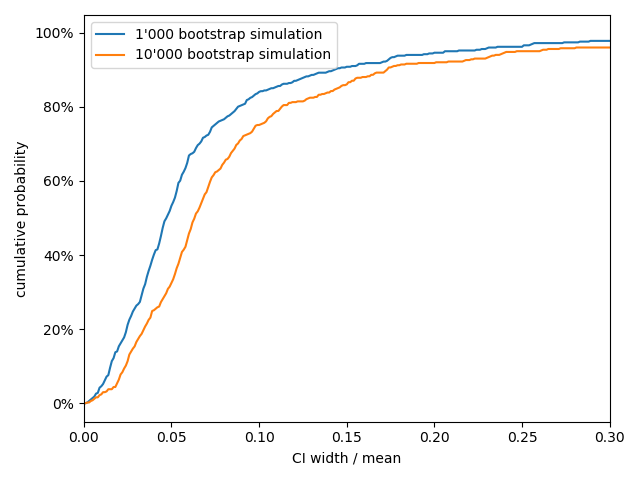 100%
80%
60%
40%
20%
0%
cumulative probability
1'000 bootstrap simulation
10'000 bootstrap simulation
0.00 0.05 0.10 0.15 0.20 0.25 0.30
CI width / mean